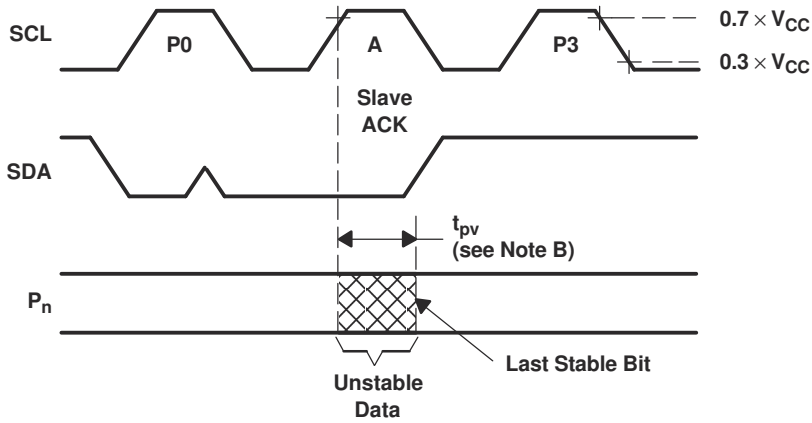 SCL
P0
A
P3
0.7 × VCC
0.3 × VCC
Slave
ACK
SDA
tpv
(see Note B)
Pn
Last Stable Bit
Unstable
Data